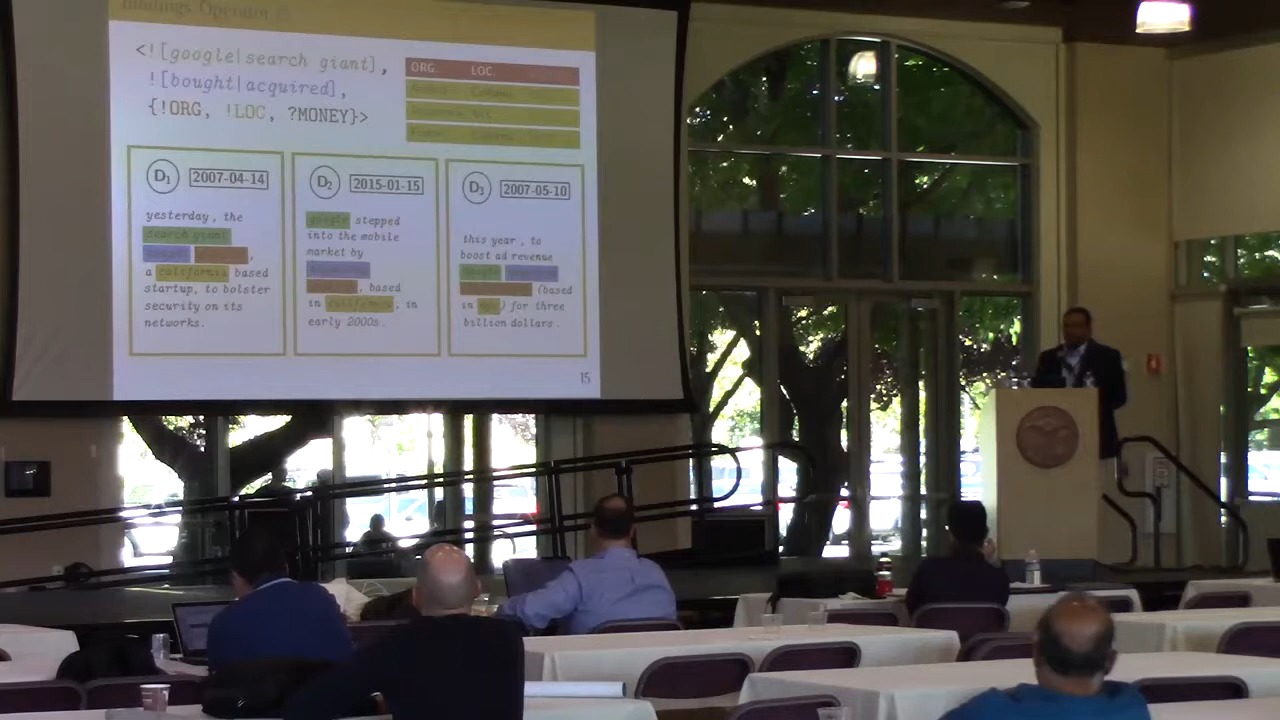 Bindings Operator
<![google|search giant],
![bought|acquired],
{!ORG, !LOC, ?MONEY}>
ORG. LOC.
D1 2007-04-14
yesterday, the
search giant
,
a california based
startup, to bolster
security on its
networks.
D2 2015-01-15
google stepped
into the mobile
market by
, based
in california, in
early 2000s.
D3 2007-05-10
this year, to
boost ad revenue
google
(based
in ) for three
billion dollars.
15